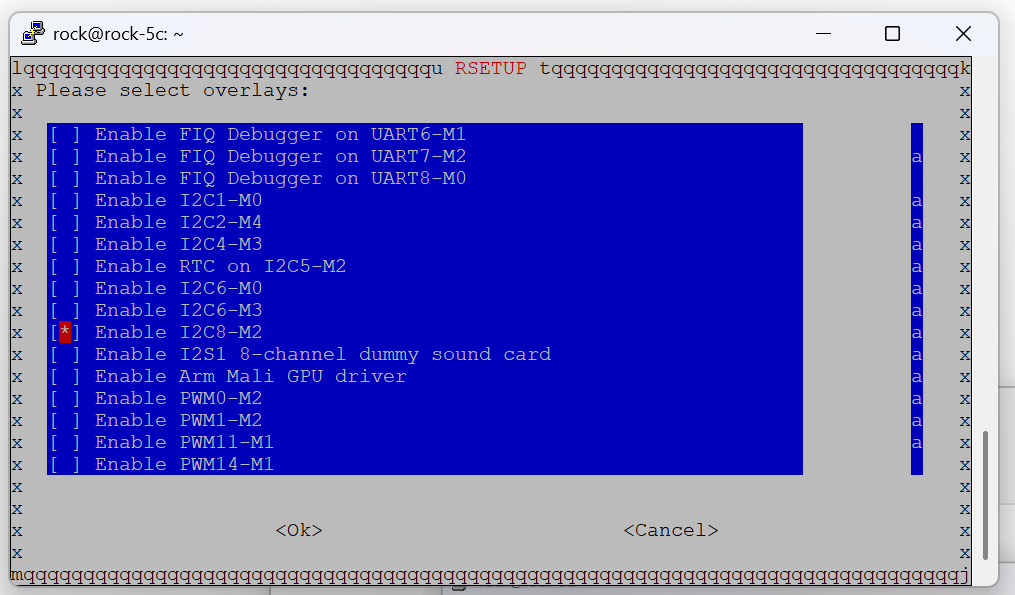 rock@rock-5c: ~
lqqqqqqqqqqqqqqqqqqqqqqqqqqqqqqqqqqu RSETUP tqqqqqqqqqqqqqqqqqqqqqqqqqqqqqqqqqqk
x Please select overlays: x
x x
x [ ] Enable FIQ Debugger on UART6-M1 x
x [ ] Enable FIQ Debugger on UART7-M2 a x
x [ ] Enable FIQ Debugger on UART8-M0 x
x [ ] Enable I2C1-M0 a x
x [ ] Enable I2C2-M4 a x
x [ ] Enable I2C4-M3 a x
x [ ] Enable RTC on I2C5-M2 a x
x [ ] Enable I2C6-M0 a x
x [ ] Enable I2C6-M3 a x
x [*] Enable I2C8-M2 a x
x [ ] Enable I2S1 8-channel dummy sound card a x
x [ ] Enable Arm Mali GPU driver a x
x [ ] Enable PWM0-M2 a x
x [ ] Enable PWM1-M2 a x
x [ ] Enable PWM11-M1 a x
x [ ] Enable PWM14-M1 x
x x
x x
x <Ok> <Cancel> x
x x
mqqqqqqqqqqqqqqqqqqqqqqqqqqqqqqqqqqqqqqqqqqqqqqqqqqqqqqqqqqqqqqqqqqqqqqqqqqqqqqj